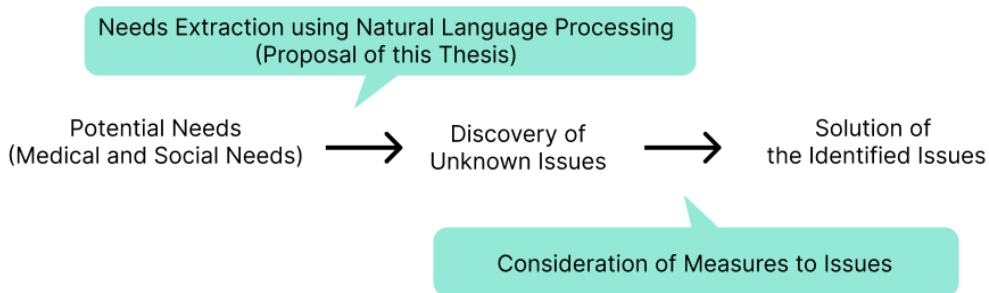 Needs Extraction using Natural Language Processing
(Proposal of this Thesis)
Potential Needs
(Medical and Social Needs)
Discovery of
Unknown Issues
Solution of
the Identified Issues
Consideration of Measures to Issues